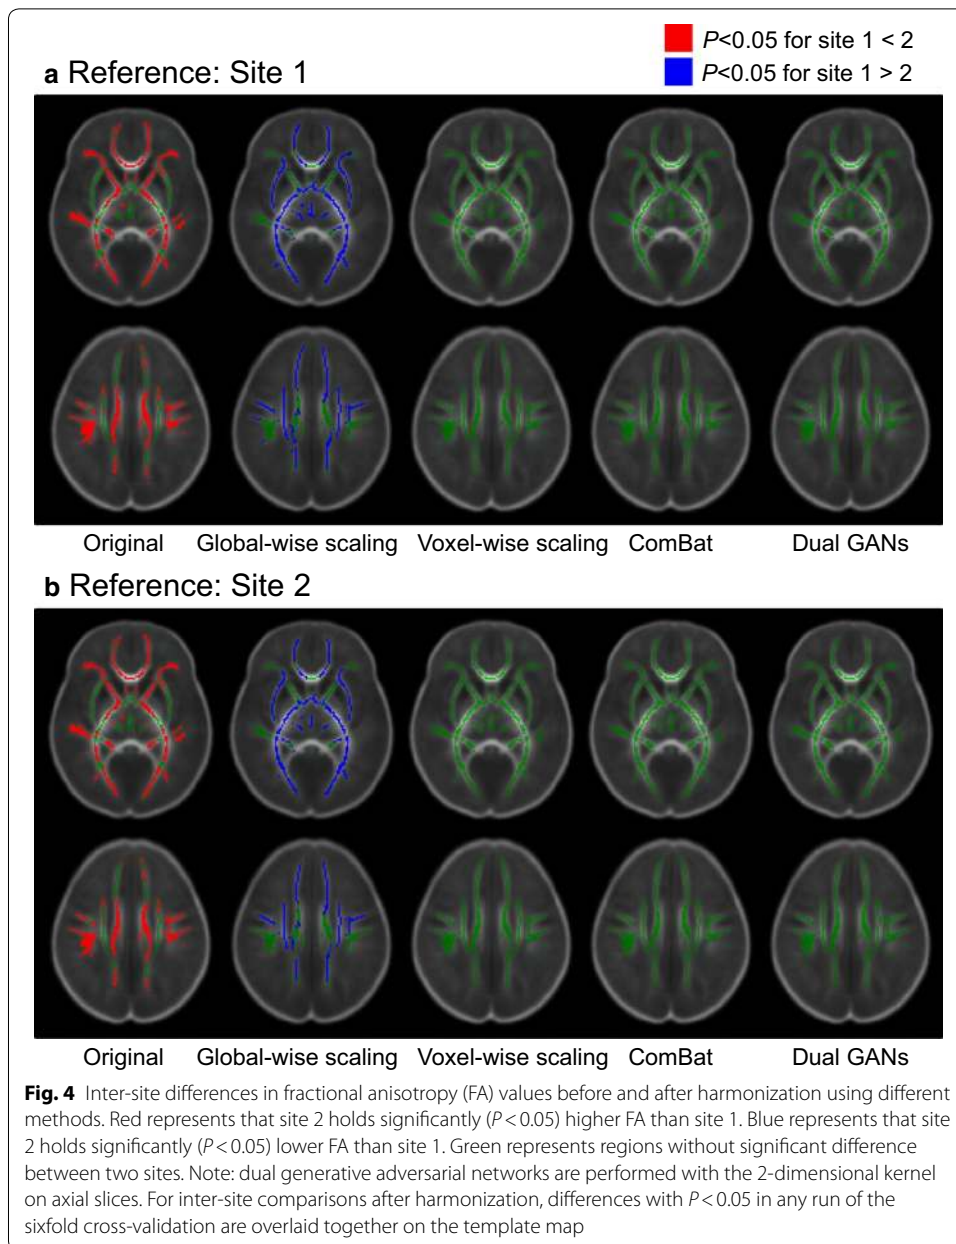 P<0.05 for site 1 < 2
P<0.05 for site 1 > 2
a Reference: Site 1
Original Global-wise scaling Voxel-wise scaling ComBat Dual GANs
b Reference: Site 2
Original Global-wise scaling Voxel-wise scaling ComBat Dual GANs
Fig. 4 Inter-site differences in fractional anisotropy (FA) values before and after harmonization using different
methods. Red represents that site 2 holds significantly (P < 0.05) higher FA than site 1. Blue represents that site
2 holds significantly (P < 0.05) lower FA than site 1. Green represents regions without significant difference
between two sites. Note: dual generative adversarial networks are performed with the 2-dimensional kernel
on axial slices. For inter-site comparisons after harmonization, differences with P < 0.05 in any run of the
sixfold cross-validation are overlaid together on the template map